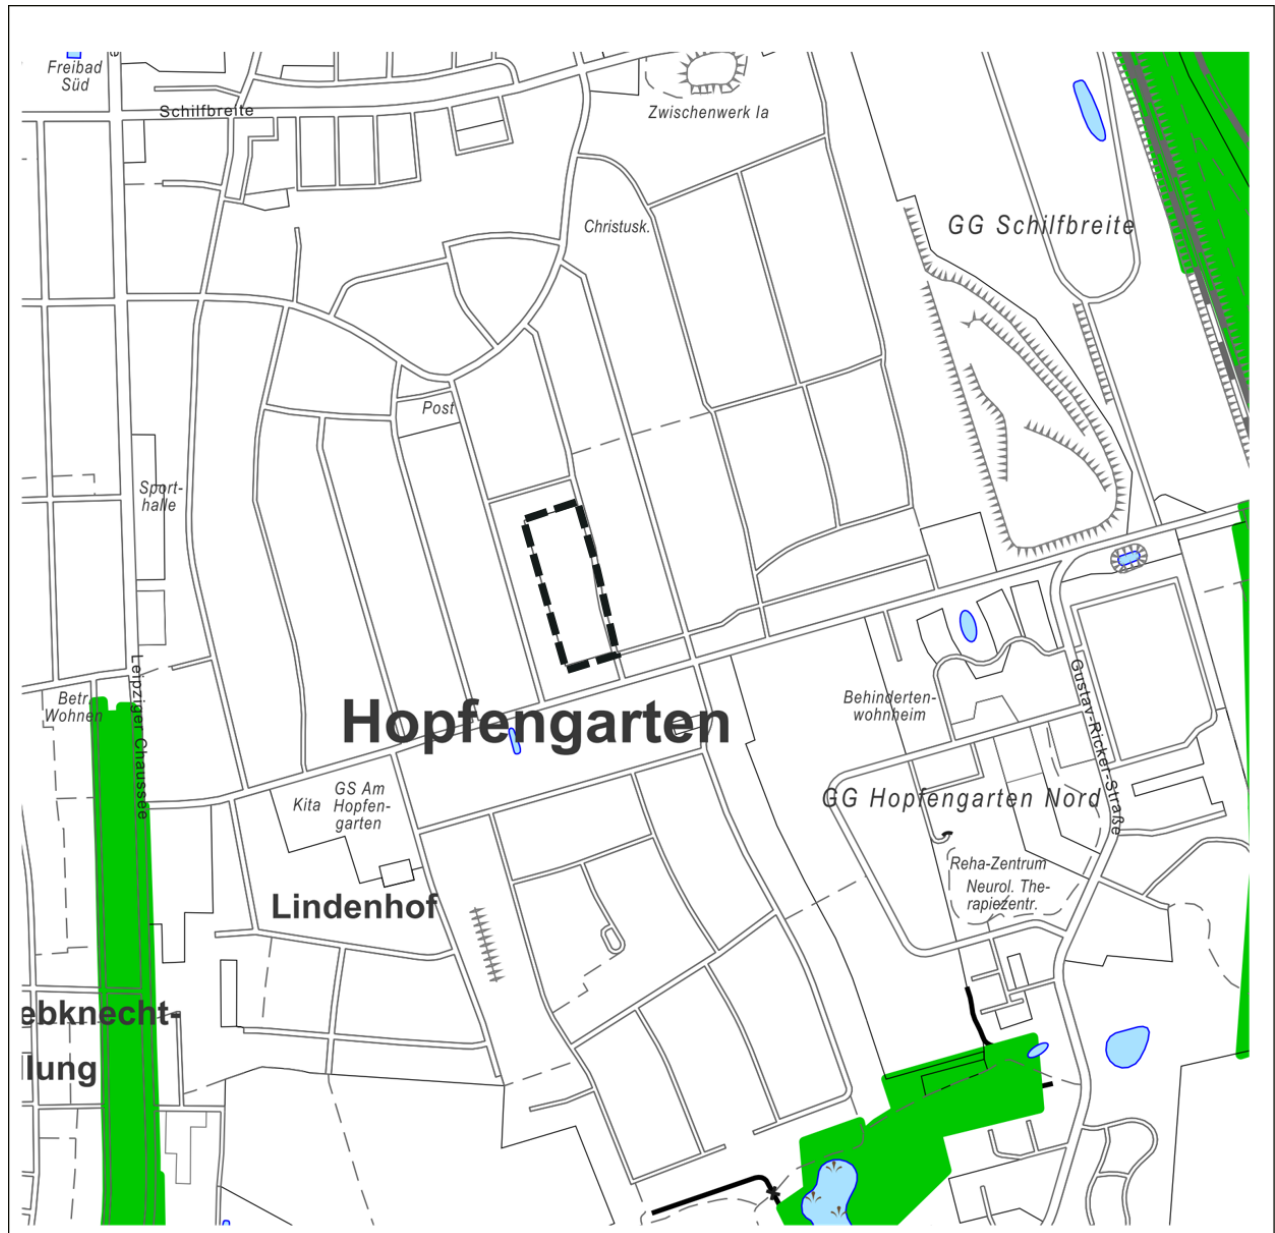 Freibad
Süd
Schilfbreite
Zwischenwerk Ia
Christusk.
GG Schilfbreite
Post
Sport-
halle
Betr.
Wohnen
Leipziger Chaussee
Hopfengarten
Behinderten-
wohnheim
Gustav-Ricker-Straße
GS Am
Hopfen-
garten
Kita
GG Hopfengarten Nord
Reha-Zentrum
Neurol. The-
rapiezentr.
Lindenhof
ebknecht-
lung